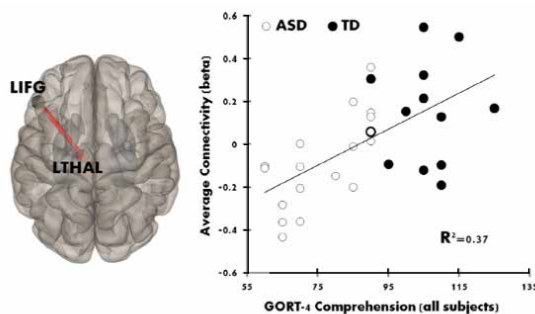 LIFG
LTHAL
ASD TD
Average Connectivity (beta)
0.6
0.4
0.2
0
-0.2
-0.4
-0.6
R²=0.37
55 75 95 115 135
GORT-4 Comprehension (all subjects)